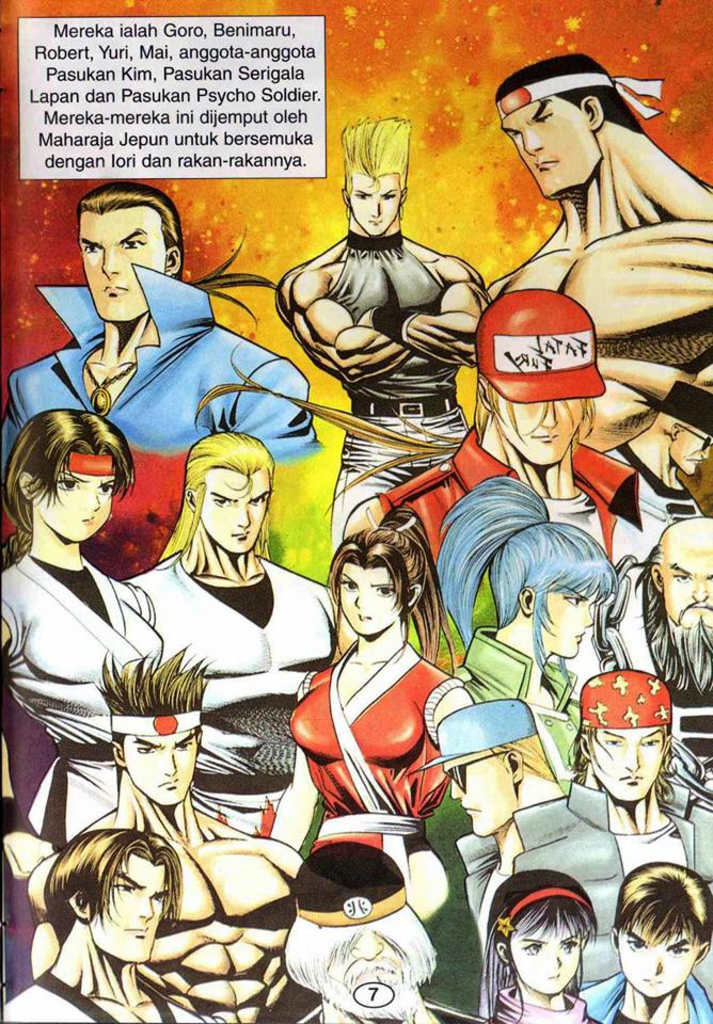 Mereka ialah Goro, Benimaru,
Robert, Yuri, Mai, anggota-anggota
Pasukan Kim, Pasukan Serigala
Lapan dan Pasukan Psycho Soldier.
Mereka-mereka ini dijemput oleh
Maharaja Jepun untuk bersemuka
dengan Iori dan rakan-rakannya.
7